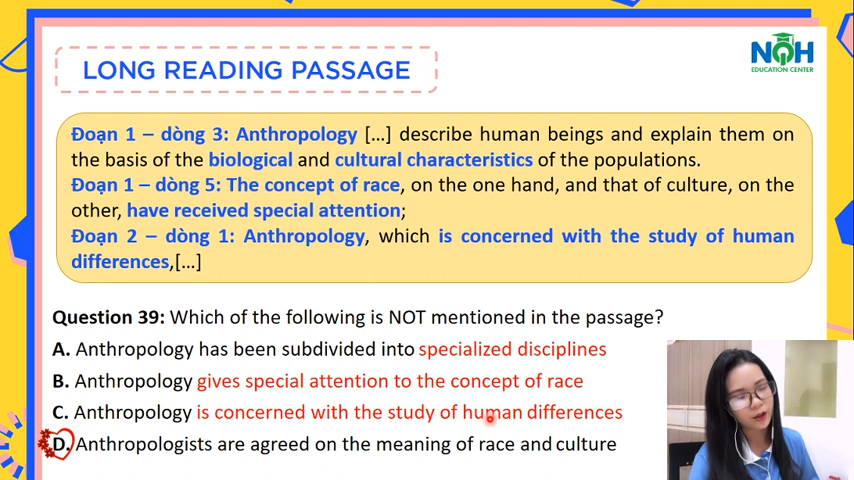 LONG READING PASSAGE
NQH
EDUCATION CENTER
Đoạn 1 – dòng 3: Anthropology [...] describe human beings and explain them on
the basis of the biological and cultural characteristics of the populations.
Đoạn 1 – dòng 5: The concept of race, on the one hand, and that of culture, on the
other, have received special attention;
Đoạn 2 – dòng 1: Anthropology, which is concerned with the study of human
differences,[...]
Question 39: Which of the following is NOT mentioned in the passage?
A. Anthropology has been subdivided into specialized disciplines
B. Anthropology gives special attention to the concept of race
C. Anthropology is concerned with the study of human differences
D. Anthropologists are agreed on the meaning of race and culture